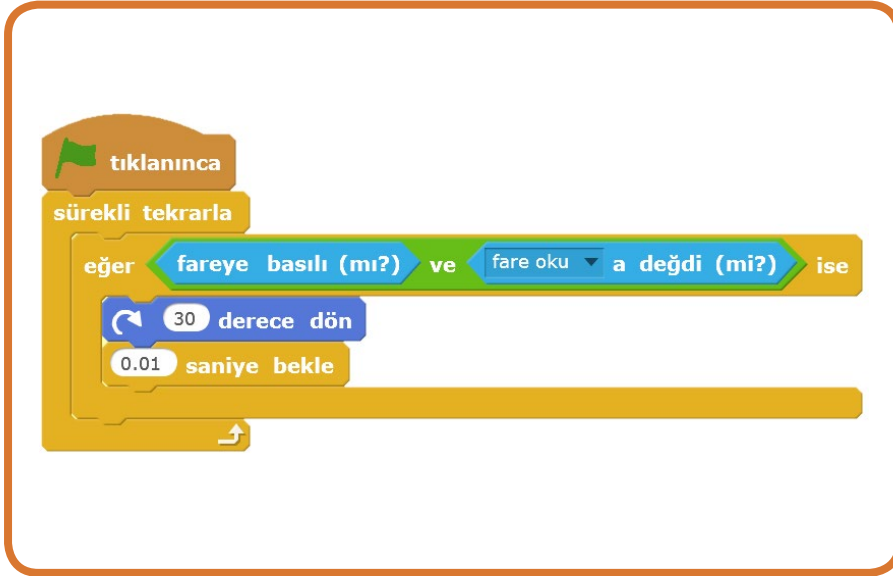 tıklanınca
sürekli tekrarla
eğer fareye basılı (mı?) ve fare oku a değdi (mi?) ise
30 derece dön
0.01 saniye bekle